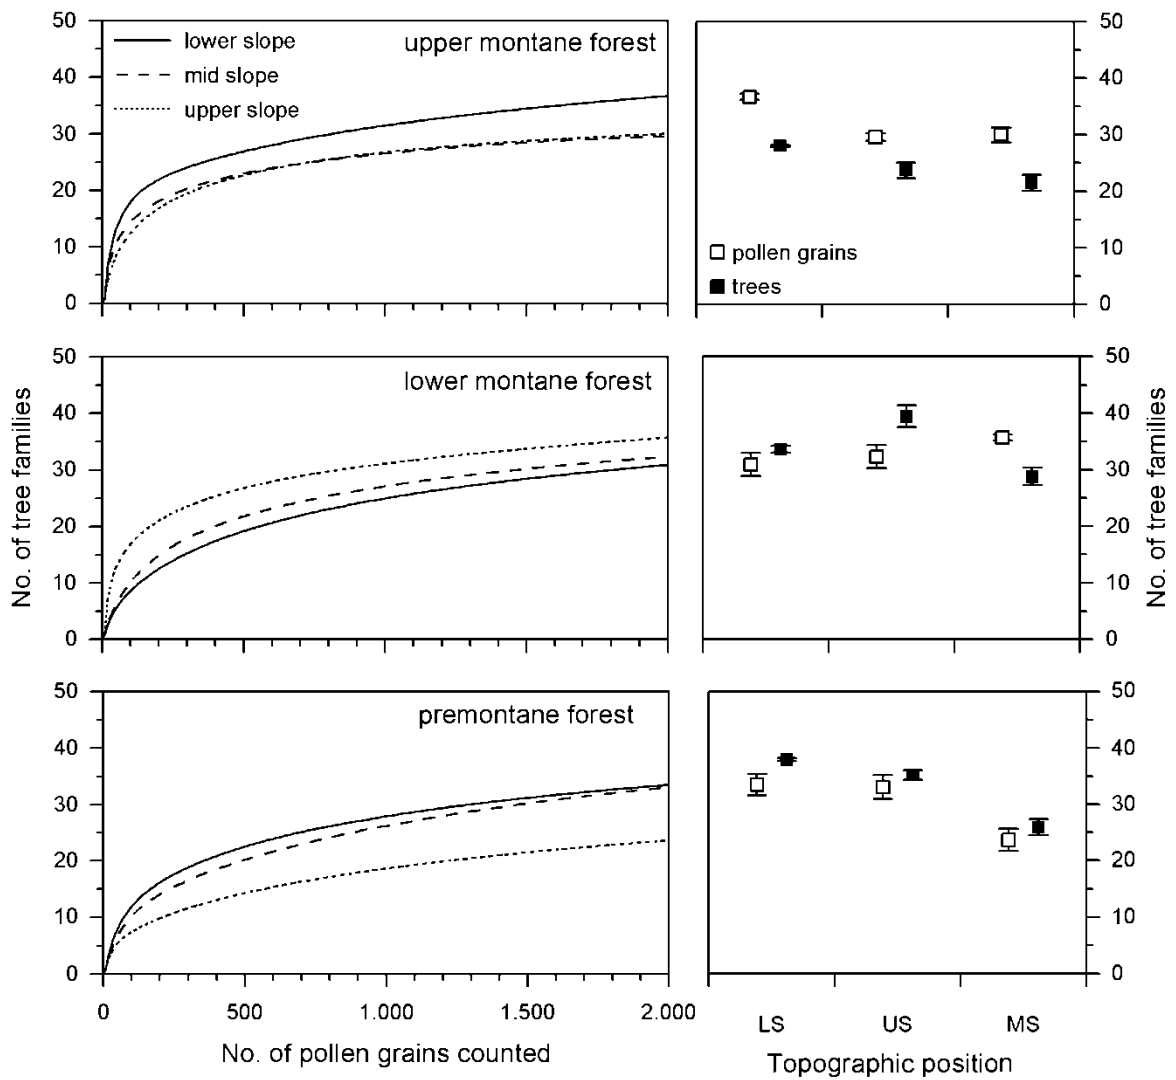 50
40
30
20
10
0
lower slope
mid slope
upper slope
upper montane forest
50
40
30
20
10
0
pollen grains
trees
50
40
30
20
10
0
lower montane forest
50
40
30
20
10
0
No. of tree families
No. of tree families
50
40
30
20
10
0
premontane forest
0
500
1.000
1.500
2.000
No. of pollen grains counted
50
40
30
20
10
0
LS
US
MS
Topographic position